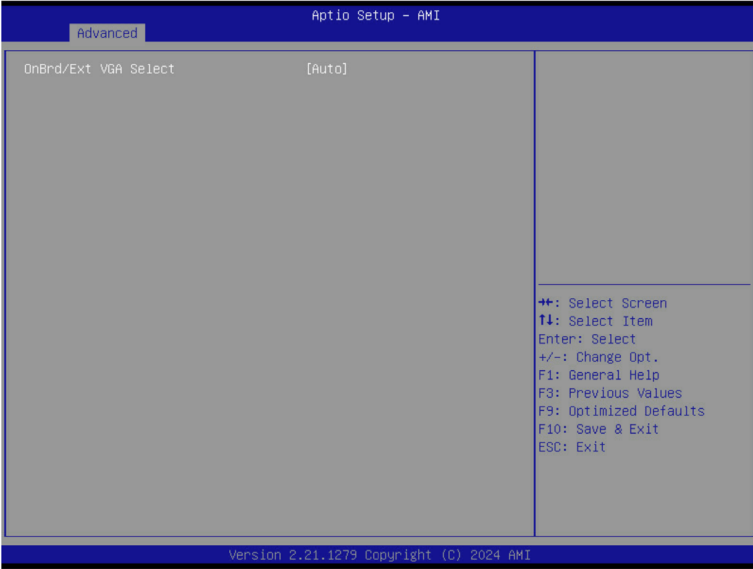 Aptio Setup – AMI
Advanced
OnBrd/Ext VGA Select [Auto]
→←: Select Screen
↑↓: Select Item
Enter: Select
+/-: Change Opt.
F1: General Help
F3: Previous Values
F9: Optimized Defaults
F10: Save & Exit
ESC: Exit
Version 2.21.1279 Copyright (C) 2024 AMI